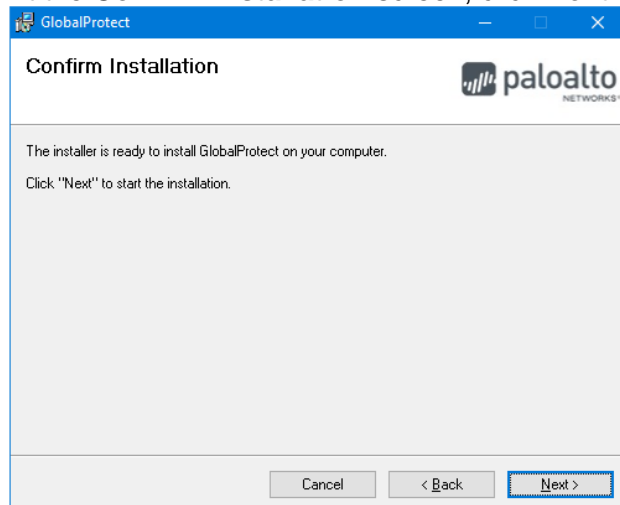 GlobalProtect
Confirm Installation
paloalto
NETWORKS
The installer is ready to install GlobalProtect on your computer.
Click "Next" to start the installation.
Cancel
< Back
Next >